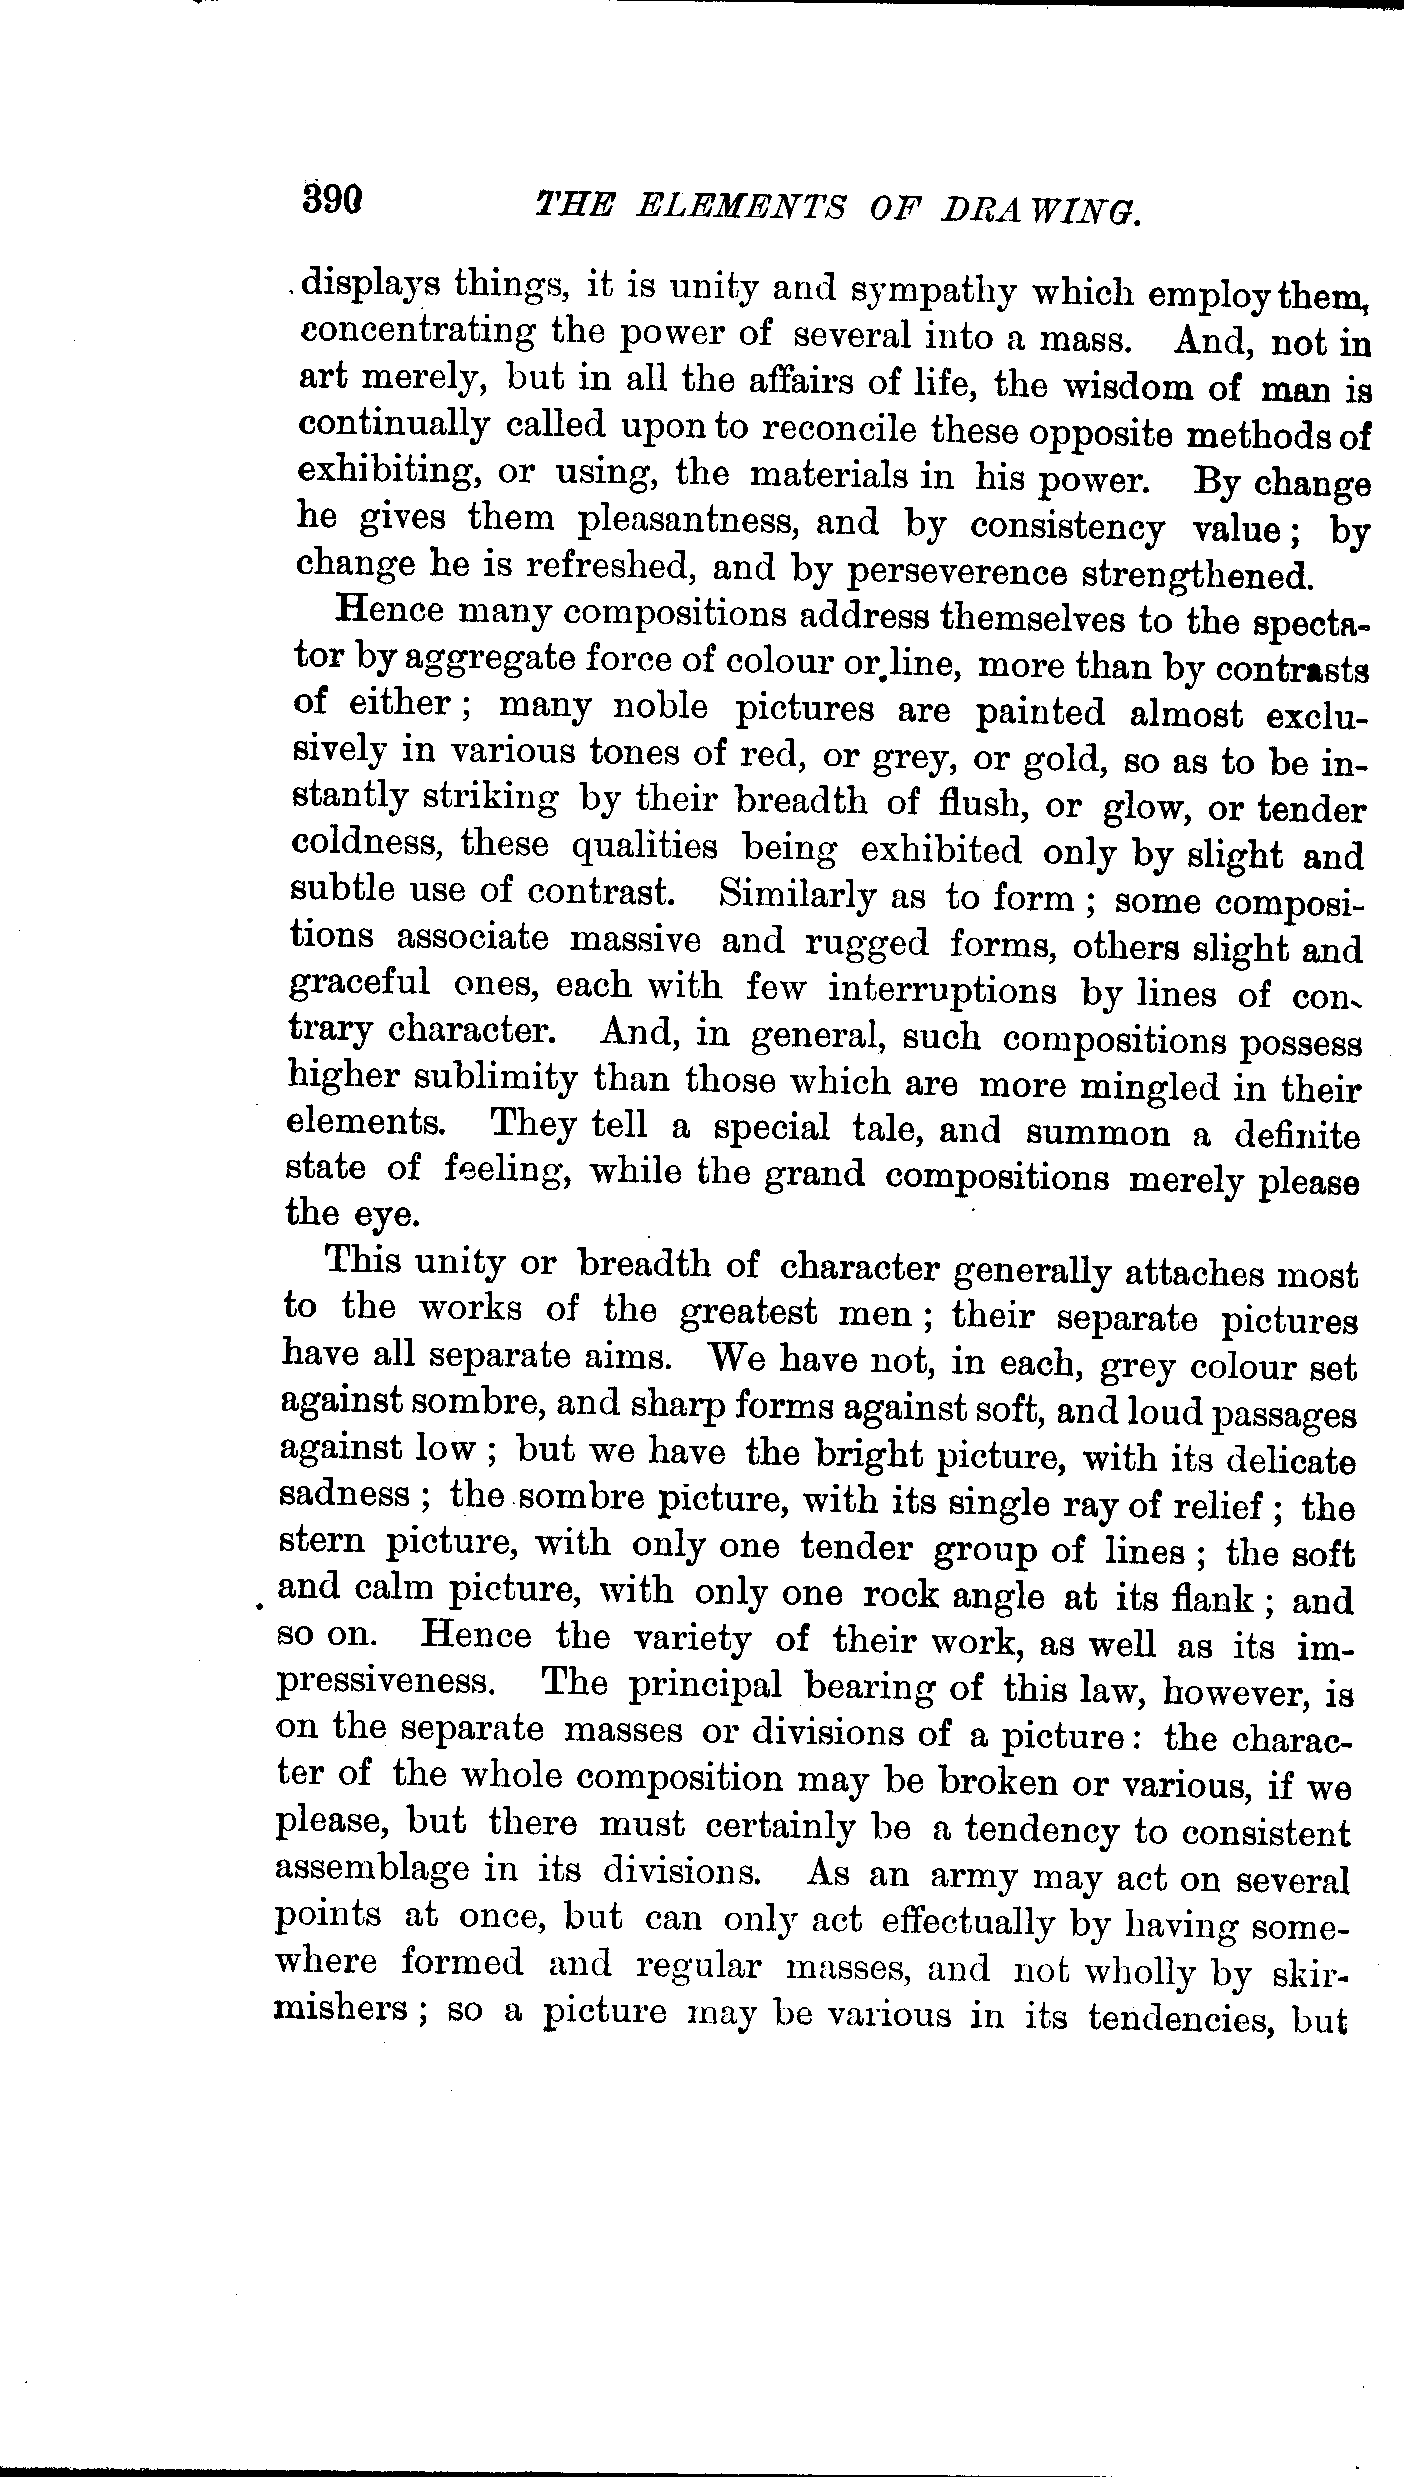 390 THE ELEMENTS OF DRAWING.
displays things, it is unity and sympathy which employ them,
concentrating the power of several into a mass. And, not in
art merely, but in all the affairs of life, the wisdom of man is
continually called upon to reconcile these opposite methods of
exhibiting, or using, the materials in his power. By change
he gives them pleasantness, and by consistency value; by
change he is refreshed, and by perseverence strengthened.
Hence many compositions address themselves to the specta-
tor by aggregate force of colour or line, more than by contrasts
of either; many noble pictures are painted almost exclu-
sively in various tones of red, or grey, or gold, so as to be in-
stantly striking by their breadth of flush, or glow, or tender
coldness, these qualities being exhibited only by slight and
subtle use of contrast. Similarly as to form; some composi-
tions associate massive and rugged forms, others slight and
graceful ones, each with few interruptions by lines of con-
trary character. And, in general, such compositions possess
higher sublimity than those which are more mingled in their
elements. They tell a special tale, and summon a definite
state of feeling, while the grand compositions merely please
the eye.
This unity or breadth of character generally attaches most
to the works of the greatest men; their separate pictures
have all separate aims. We have not, in each, grey colour set
against sombre, and sharp forms against soft, and loud passages
against low; but we have the bright picture, with its delicate
sadness; the sombre picture, with its single ray of relief; the
stern picture, with only one tender group of lines; the soft
and calm picture, with only one rock angle at its flank; and
so on. Hence the variety of their work, as well as its im-
pressiveness. The principal bearing of this law, however, is
on the separate masses or divisions of a picture: the charac-
ter of the whole composition may be broken or various, if we
please, but there must certainly be a tendency to consistent
assemblage in its divisions. As an army may act on several
points at once, but can only act effectually by having some-
where formed and regular masses, and not wholly by skir-
mishers; so a picture may be various in its tendencies, but